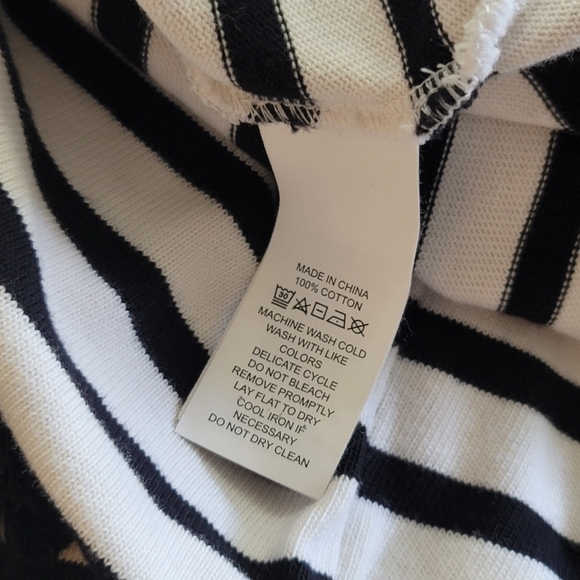 MADE IN CHINA
100% COTTON
30
MACHINE WASH COLD
WASH WITH LIKE
COLORS
DELICATE CYCLE
DO NOT BLEACH
REMOVE PROMPTLY
LAY FLAT TO DRY
COOL IRON IF
NECESSARY
DO NOT DRY CLEAN